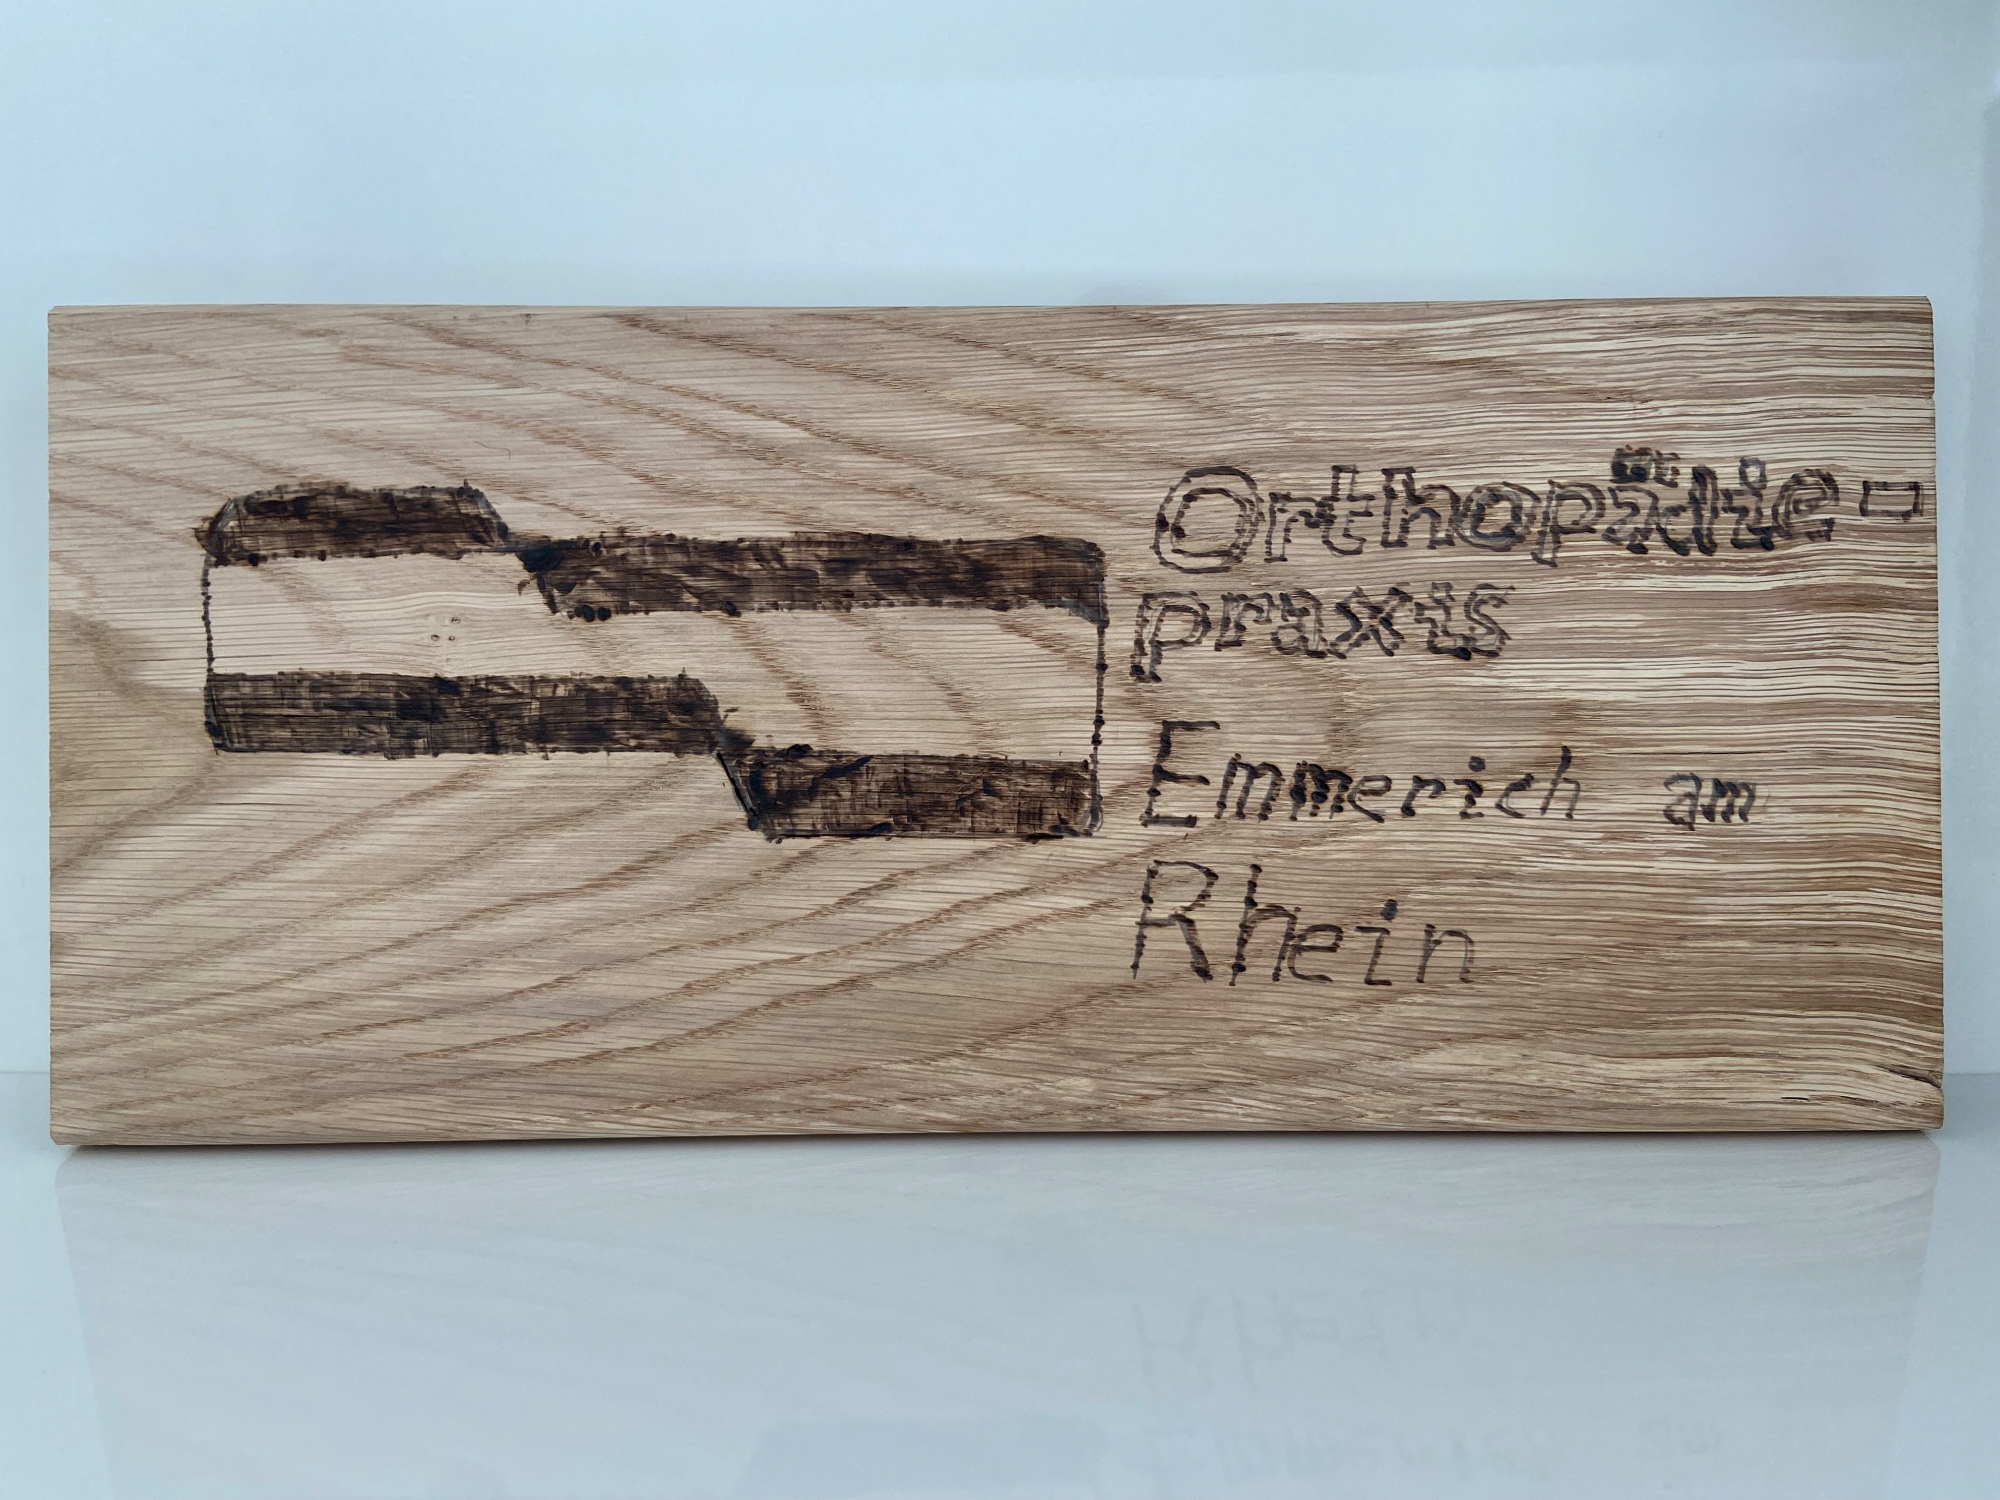 Orthopädie-
praxis
Emmerich am
Rhein